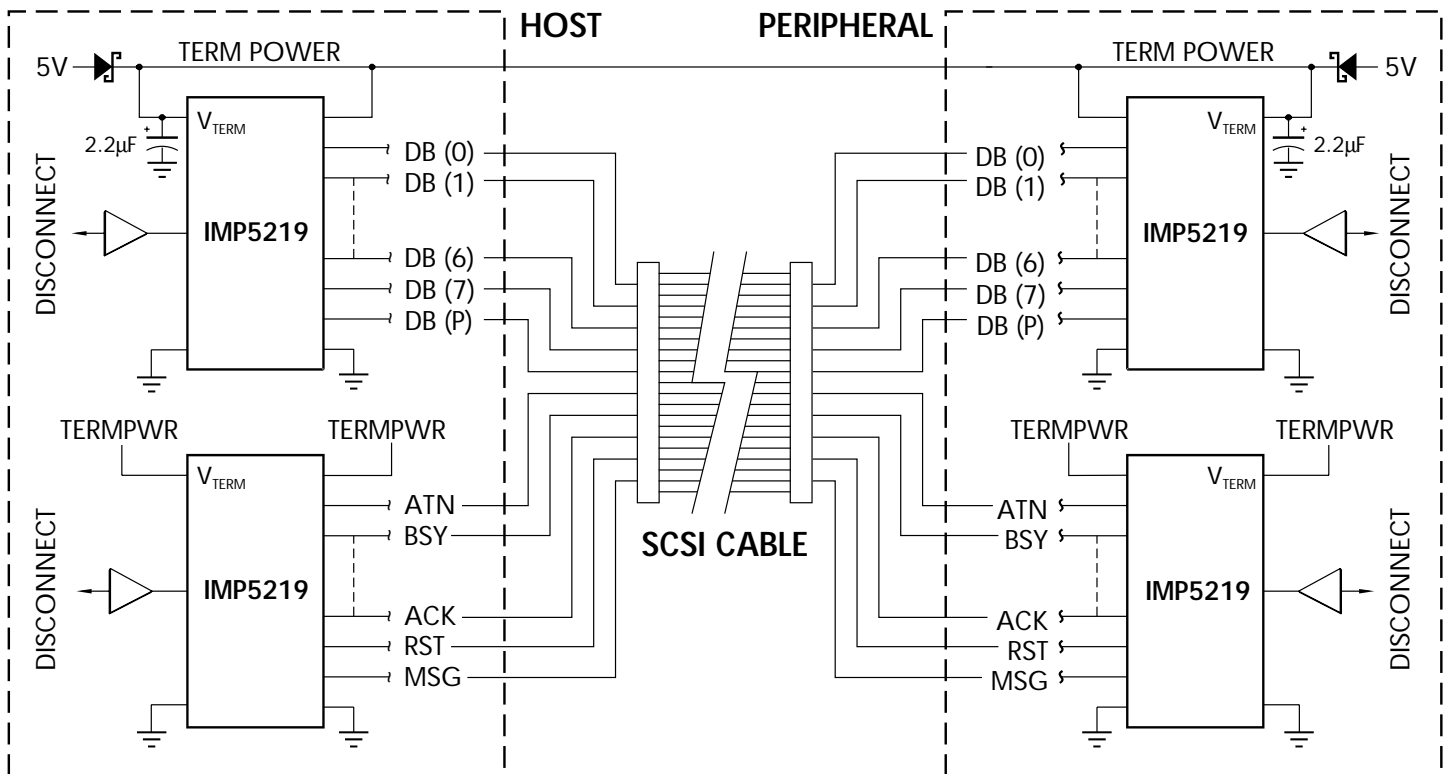 HOST
PERIPHERAL
5V
TERM POWER
TERM POWER
5V
VTERM
2.2µF
+
DISCONNECT
IMP5219
DB (0)
DB (1)
DB (6)
DB (7)
DB (P)
DB (0)
DB (1)
DB (6)
DB (7)
DB (P)
VTERM
+
2.2µF
IMP5219
DISCONNECT
TERMPWR
TERMPWR
VTERM
DISCONNECT
IMP5219
ATN
BSY
ACK
RST
MSG
SCSI CABLE
TERMPWR
TERMPWR
ATN
BSY
ACK
RST
MSG
VTERM
IMP5219
DISCONNECT